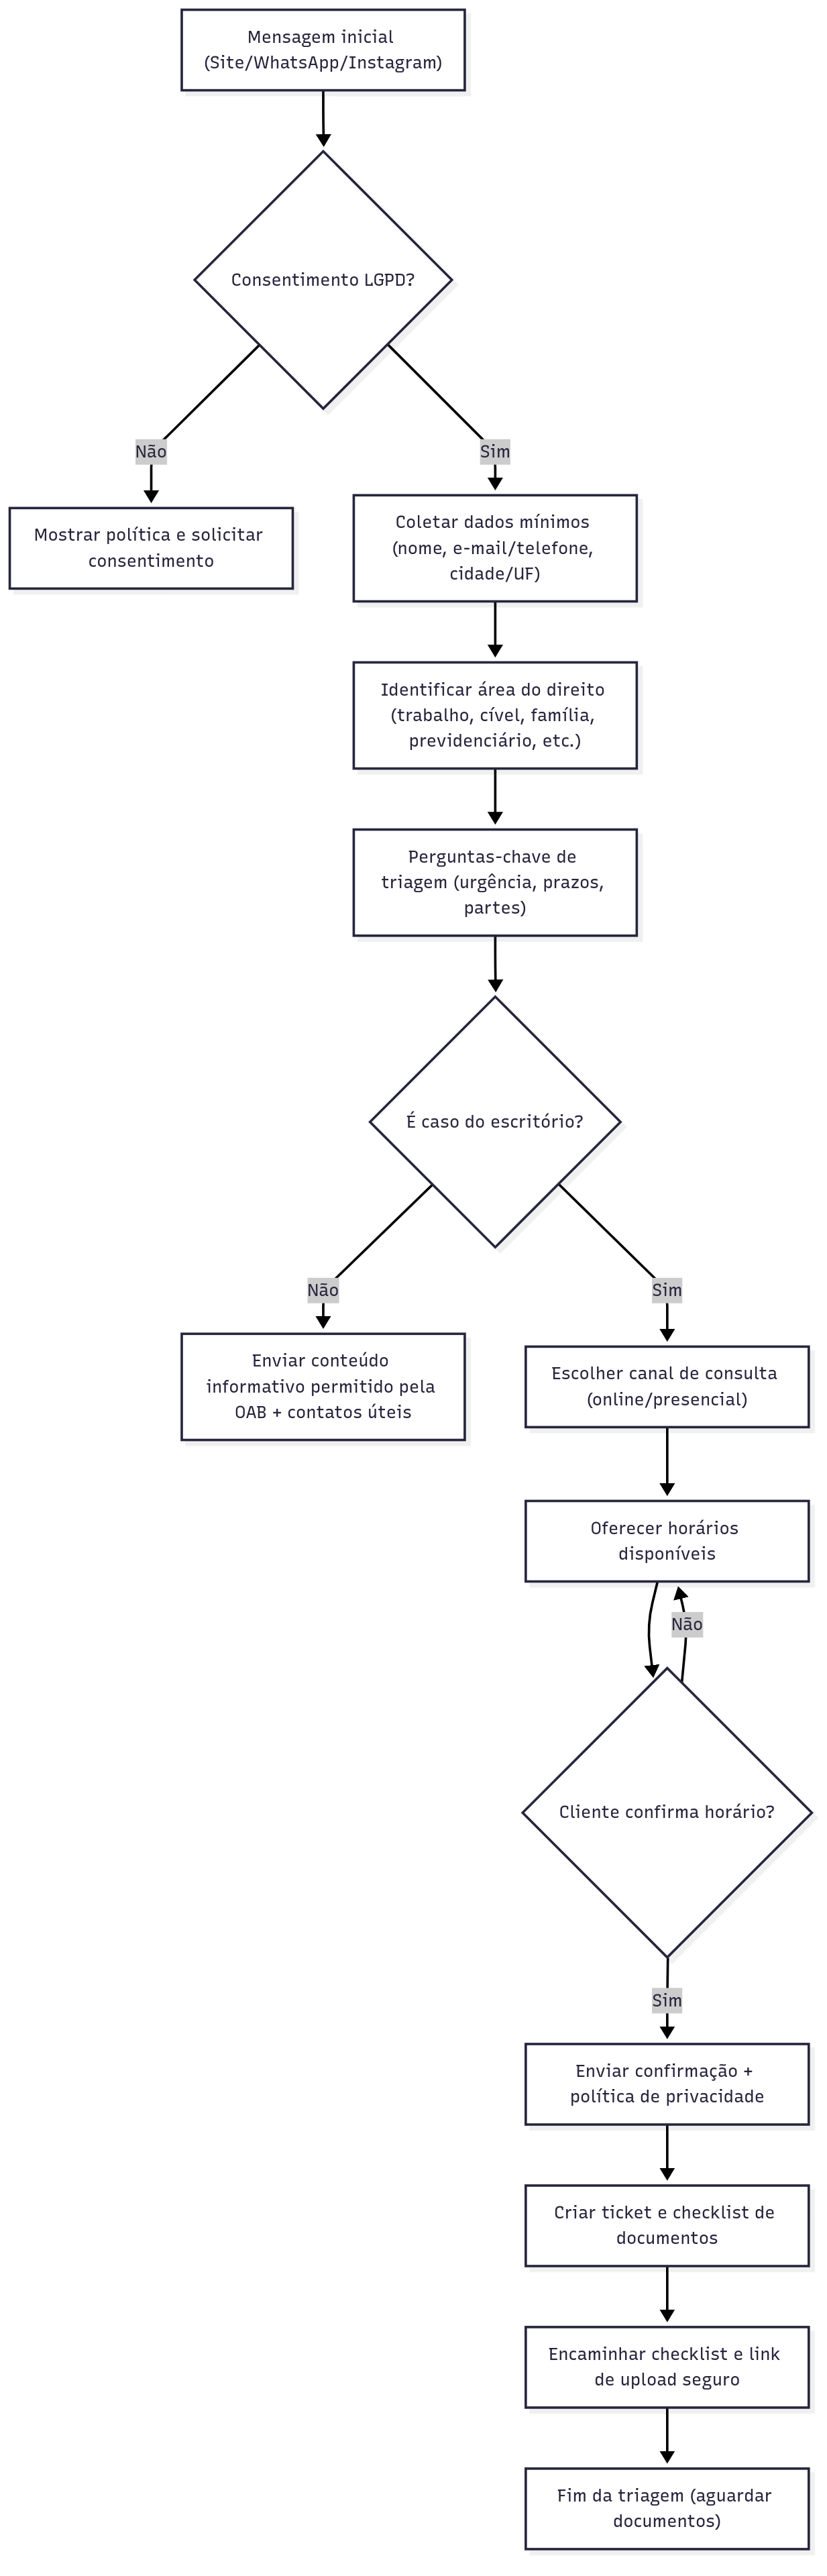 Mensagem inicial
(Site/WhatsApp/Instagram)
Consentimento LGPD?
Não
Sim
Mostrar política e solicitar
consentimento
Coletar dados mínimos
(nome, e-mail/telefone,
cidade/UF)
Identificar área do direito
(trabalho, cível, família,
previdenciário, etc.)
Perguntas-chave de
triagem (urgência, prazos,
partes)
É caso do escritório?
Não
Sim
Enviar conteúdo
informativo permitido pela
OAB + contatos úteis
Escolher canal de consulta
(online/presencial)
Oferecer horários
disponíveis
Não
Cliente confirma horário?
Sim
Enviar confirmação +
política de privacidade
Criar ticket e checklist de
documentos
Encaminhar checklist e link
de upload seguro
Fim da triagem (aguardar
documentos)